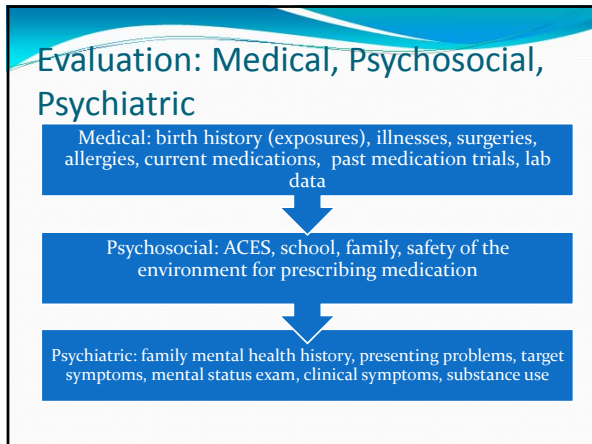 Evaluation: Medical, Psychosocial,
Psychiatric
Medical: birth history (exposures), illnesses, surgeries,
allergies, current medications, past medication trials, lab
data
Psychosocial: ACES, school, family, safety of the
environment for prescribing medication
Psychiatric: family mental health history, presenting problems, target
symptoms, mental status exam, clinical symptoms, substance use